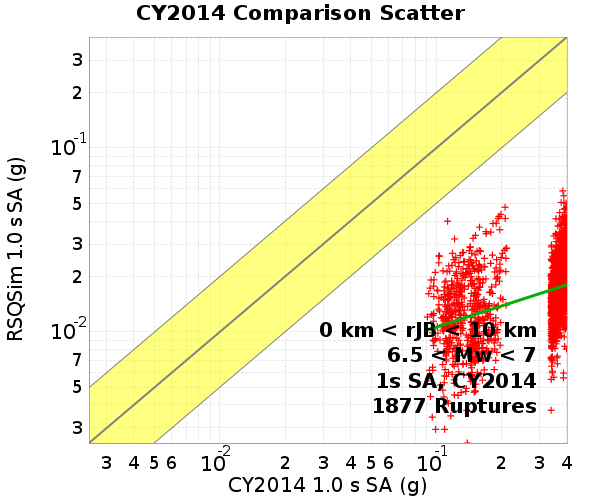 CY2014 Comparison Scatter
RSQSim 1.0 s SA (g)
3
2
10^-1
7
5
3
2
10^-2
7
5
3
0 km < rJB < 10 km
6.5 < Mw < 7
1s SA, CY2014
1877 Ruptures
3 4 5 6 10^-2 2 3 4 5 6 10^-1 2 3 4
CY2014 1.0 s SA (g)